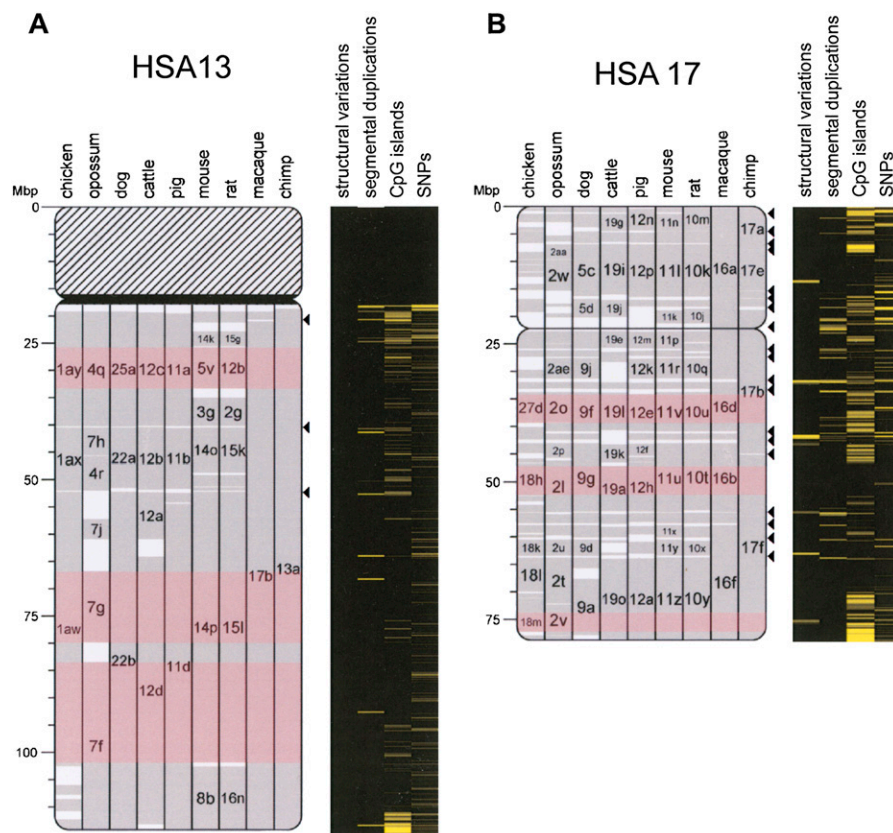 A
HSA13
Mbp
chicken
opossum
dog
cattle
pig
mouse
rat
macaque
chimp
structural variations
segmental duplications
CpG islands
SNPs
0
25
14k 15g
1ay 4q 25a 12c 11a 5v 12b
3g 2g
7h
1ax 22a 12b 11b 14o 15k
4r
50
12a
7j
17b 13a
75
7g
1aw 14p 15l
22b 11d
12d
7f
100
8b 16n
B
HSA 17
Mbp
chicken
opossum
dog
cattle
pig
mouse
rat
macaque
chimp
structural variations
segmental duplications
CpG islands
SNPs
0
19g 12n 11n 10m
17a
2aa
2w 5c 19i 12p 11l 10k 16a 17e
5d 19j
11k 10j
25
19e 12m 11p
2ae 9j 12k 11r 10q
17b
27d 2o 9f 19l 12e 11v 10u 16d
2p 19k 12f
18h 2l 9g 19a 12h 11u 10t 16b
50
11x
18k 2u 9d 11y 10x 17f
18l 2t 16f
9a 19o 12a 11z 10y
75
18m 2v